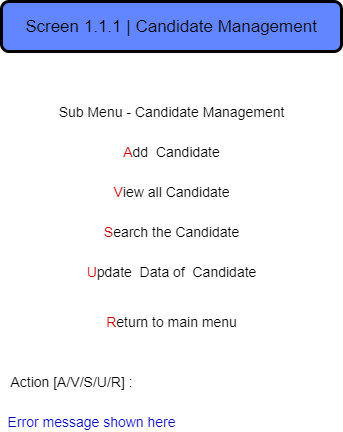 Screen 1.1.1 | Candidate Management
Sub Menu - Candidate Management
Add  Candidate
View all Candidate
Search the Candidate
Update  Data of  Candidate
Return to main menu
Action [A/V/S/U/R] :
Error message shown here